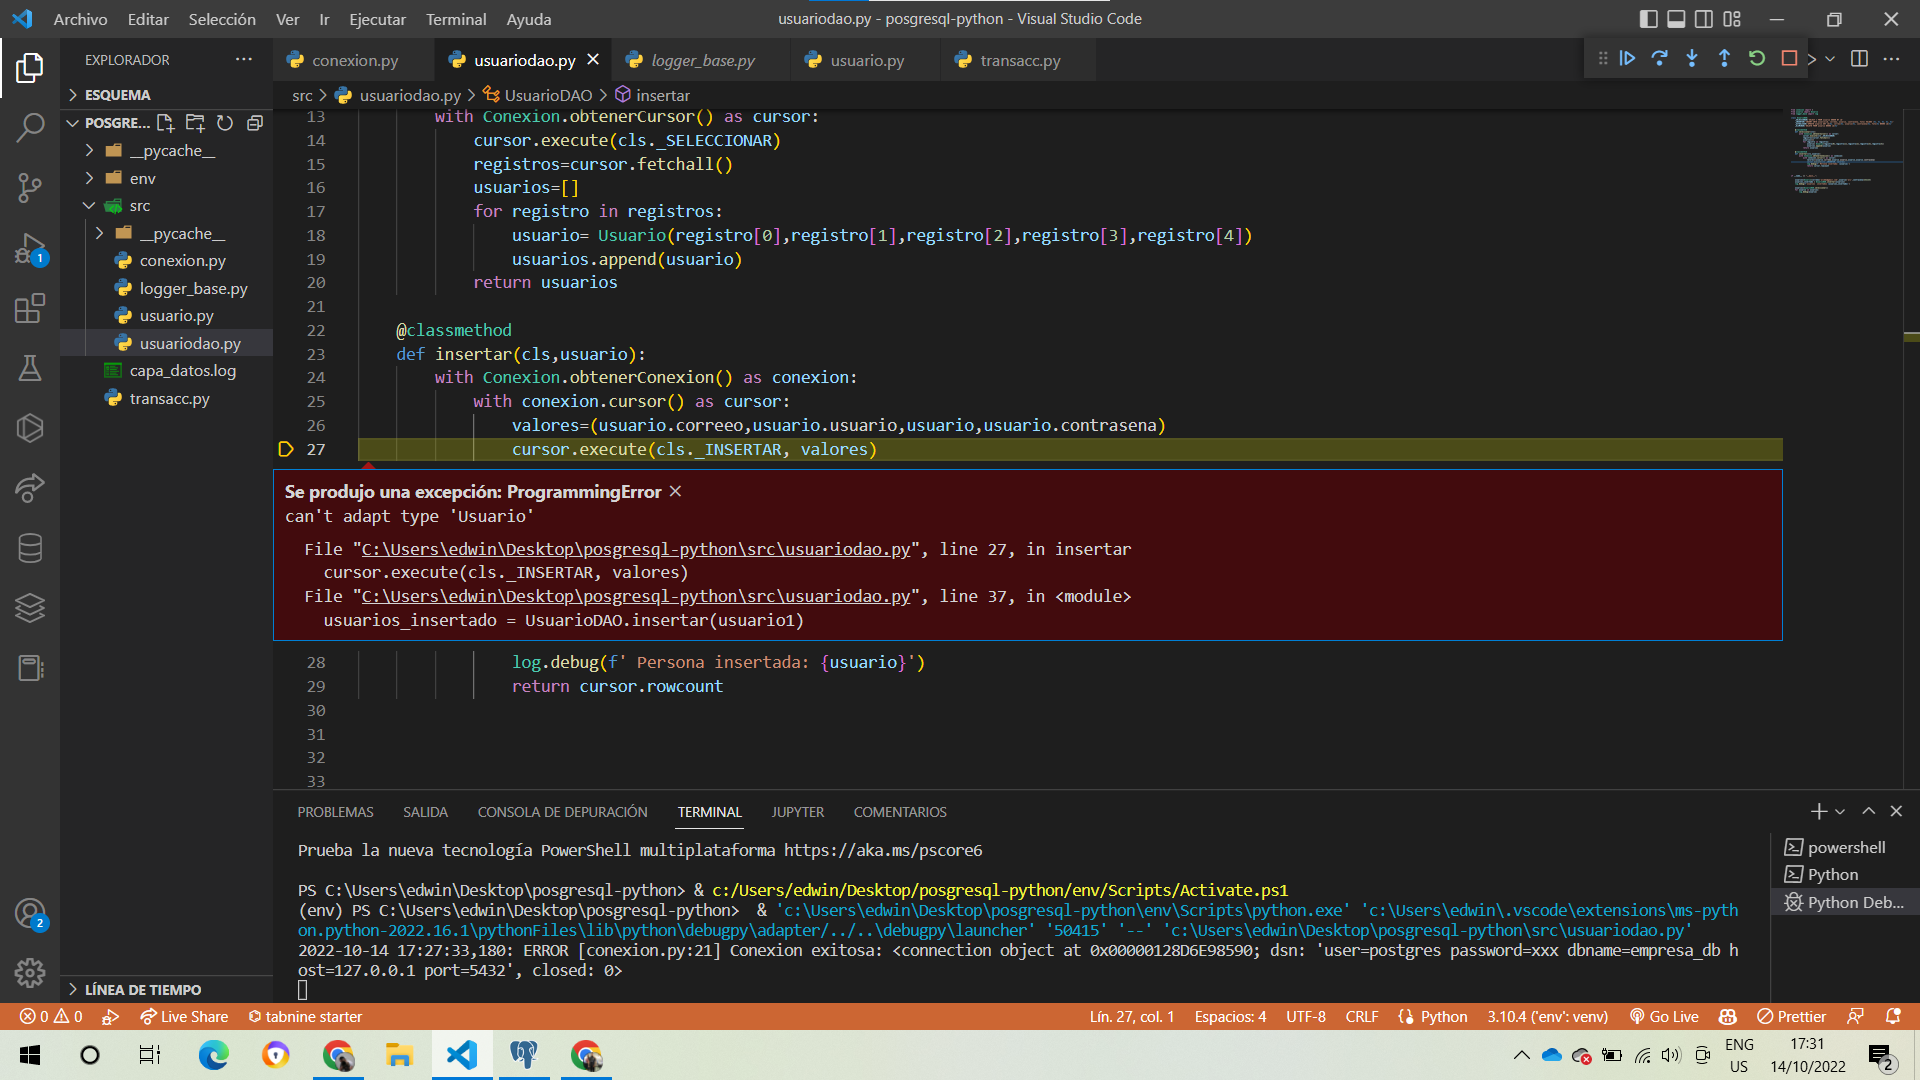 Archivo Editar Selección Ver Ir Ejecutar Terminal Ayuda
usuariodao.py - posgresql-python - Visual Studio Code
EXPLORADOR
conexion.py
usuariodao.py
logger_base.py
usuario.py
transacc.py
src > usuariodao.py > UsuarioDAO > insertar
ESQUEMA
POSGRE...
__pycache__
env
src
__pycache__
conexion.py
logger_base.py
usuario.py
usuariodao.py
capa_datos.log
transacc.py
LÍNEA DE TIEMPO
1
2
13 with Conexion.obtenerCursor() as cursor:
14 cursor.execute(cls._SELECCIONAR)
15 registros=cursor.fetchall()
16 usuarios=[]
17 for registro in registros:
18 usuario= Usuario(registro[0],registro[1],registro[2],registro[3],registro[4])
19 usuarios.append(usuario)
20 return usuarios
21
22 @classmethod
23 def insertar(cls,usuario):
24 with Conexion.obtenerConexion() as conexion:
25 with conexion.cursor() as cursor:
26 valores=(usuario.correeo,usuario.usuario,usuario,usuario.contrasena)
27 cursor.execute(cls._INSERTAR, valores)
Se produjo una excepción: ProgrammingError
can't adapt type 'Usuario'
File "C:\Users\edwin\Desktop\posgresql-python\src\usuariodao.py", line 27, in insertar
cursor.execute(cls._INSERTAR, valores)
File "C:\Users\edwin\Desktop\posgresql-python\src\usuariodao.py", line 37, in <module>
usuarios_insertado = UsuarioDAO.insertar(usuario1)
28 log.debug(f' Persona insertada: {usuario}')
29 return cursor.rowcount
30
31
32
33
PROBLEMAS SALIDA CONSOLA DE DEPURACIÓN TERMINAL JUPYTER COMENTARIOS
Prueba la nueva tecnología PowerShell multiplataforma https://aka.ms/pscore6
PS C:\Users\edwin\Desktop\posgresql-python> & c:/Users/edwin/Desktop/posgresql-python/env/Scripts/Activate.ps1
(env) PS C:\Users\edwin\Desktop\posgresql-python> & 'c:\Users\edwin\Desktop\posgresql-python\env\Scripts\python.exe' 'c:\Users\edwin\.vscode\extensions\ms-pyth
on.python-2022.16.1\pythonFiles\lib\python\debugpy\adapter/../..\debugpy\launcher' '50415' '--' 'c:\Users\edwin\Desktop\posgresql-python\src\usuariodao.py'
2022-10-14 17:27:33,180: ERROR [conexion.py:21] Conexion exitosa: <connection object at 0x00000128D6E98590; dsn: 'user=postgres password=xxx dbname=empresa_db h
ost=127.0.0.1 port=5432', closed: 0>
powershell
Python
Python Deb...
0 0 Live Share tabnine starter
Lín. 27, col. 1 Espacios: 4 UTF-8 CRLF Python 3.10.4 ('env': venv) Go Live Prettier
ENG
US
17:31
14/10/2022
2